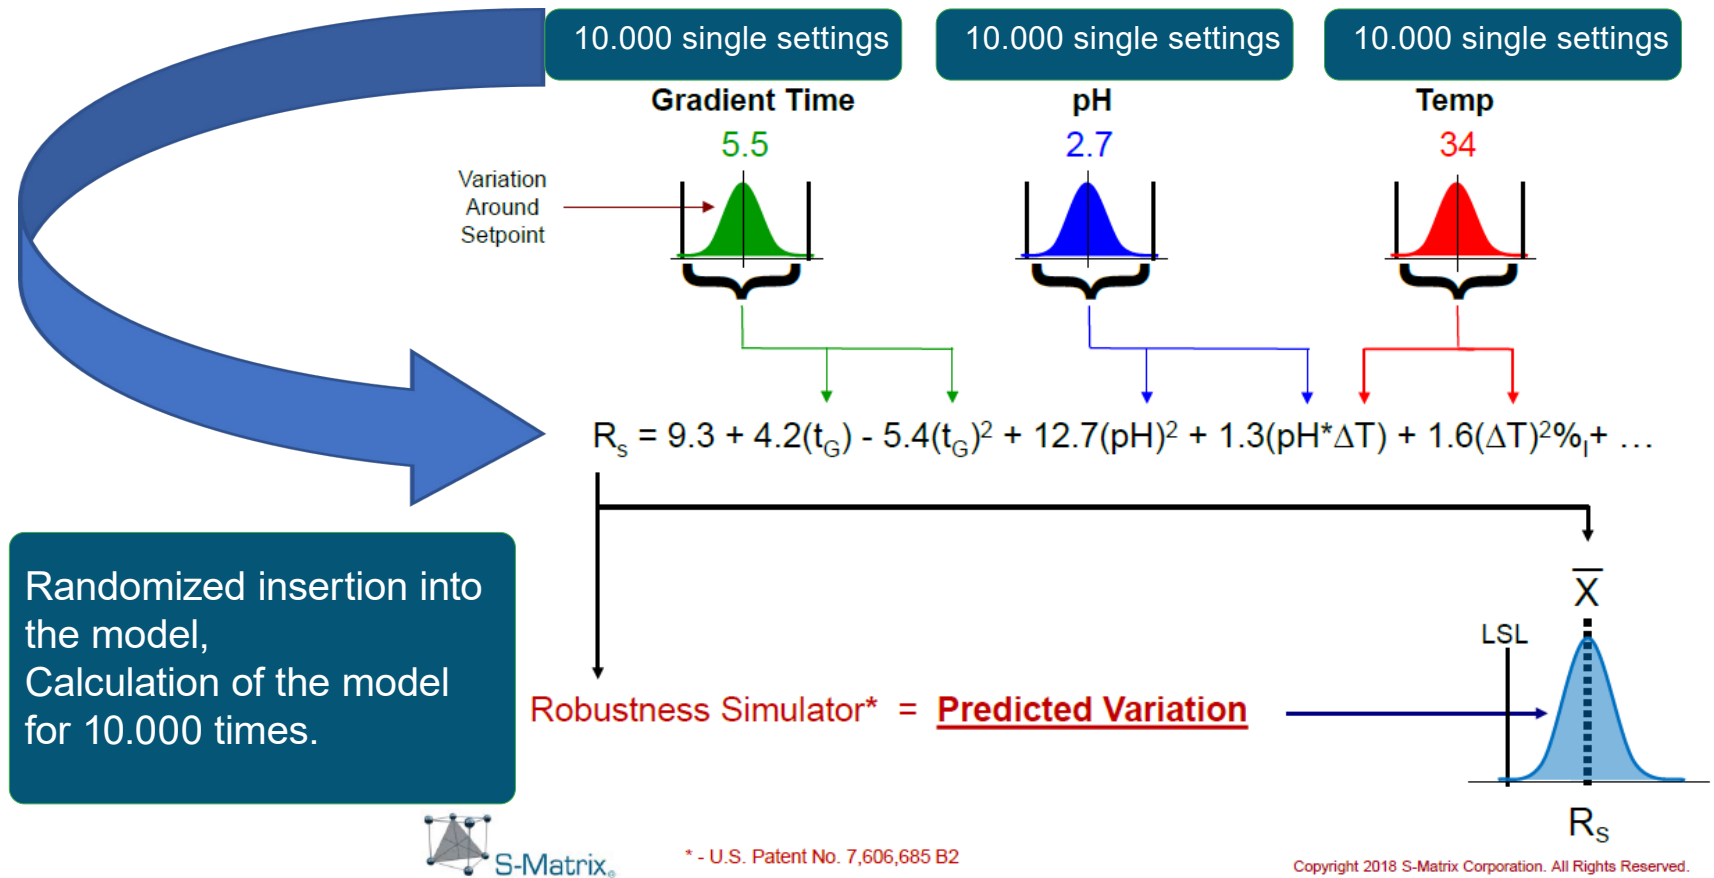 10.000 single settings
10.000 single settings
10.000 single settings
Gradient Time
pH
Temp
5.5
2.7
34
Variation
Around
Setpoint
Rₛ = 9.3 + 4.2(t_G) - 5.4(t_G)² + 12.7(pH)² + 1.3(pH*ΔT) + 1.6(ΔT)²%ₗ+ …
Randomized insertion into
the model,
Calculation of the model
for 10.000 times.
X̅
LSL
Robustness Simulator* = Predicted Variation
R_S
S-Matrix®
* - U.S. Patent No. 7,606,685 B2
Copyright 2018 S-Matrix Corporation. All Rights Reserved.